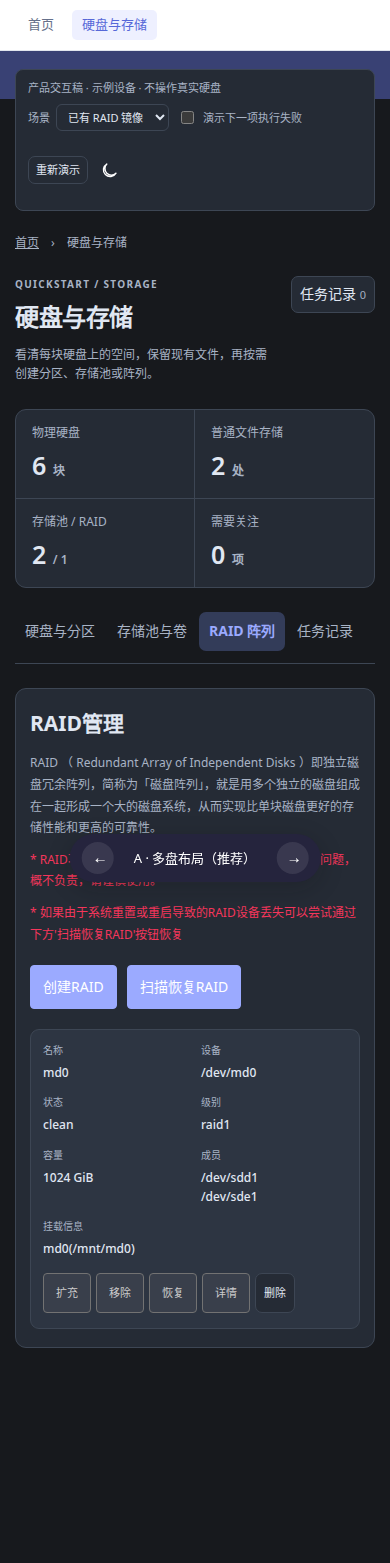 首页 硬盘与存储
产品交互稿 · 示例设备 · 不操作真实硬盘
场景 已有 RAID 镜像 演示下一项执行失败
重新演示
首页 › 硬盘与存储
QUICKSTART / STORAGE
硬盘与存储
任务记录 0
看清每块硬盘上的空间，保留现有文件，再按需
创建分区、存储池或阵列。
物理硬盘 普通文件存储
6 块 2 处
存储池 / RAID 需要关注
2 / 1 0 项
硬盘与分区 存储池与卷 RAID 阵列 任务记录
RAID管理
RAID （ Redundant Array of Independent Disks ）即独立磁
盘冗余阵列，简称为「磁盘阵列」，就是用多个独立的磁盘组成
在一起形成一个大的磁盘系统，从而实现比单块磁盘更好的存
储性能和更高的可靠性。
* RAID 问题，
概不负责，
← A · 多盘布局（推荐） →
* 如果由于系统重置或重启导致的RAID设备丢失可以尝试通过
下方'扫描恢复RAID'按钮恢复
创建RAID 扫描恢复RAID
名称 设备
md0 /dev/md0
状态 级别
clean raid1
容量 成员
1024 GiB /dev/sdd1
/dev/sde1
挂载信息
md0(/mnt/md0)
扩充 移除 恢复 详情 删除